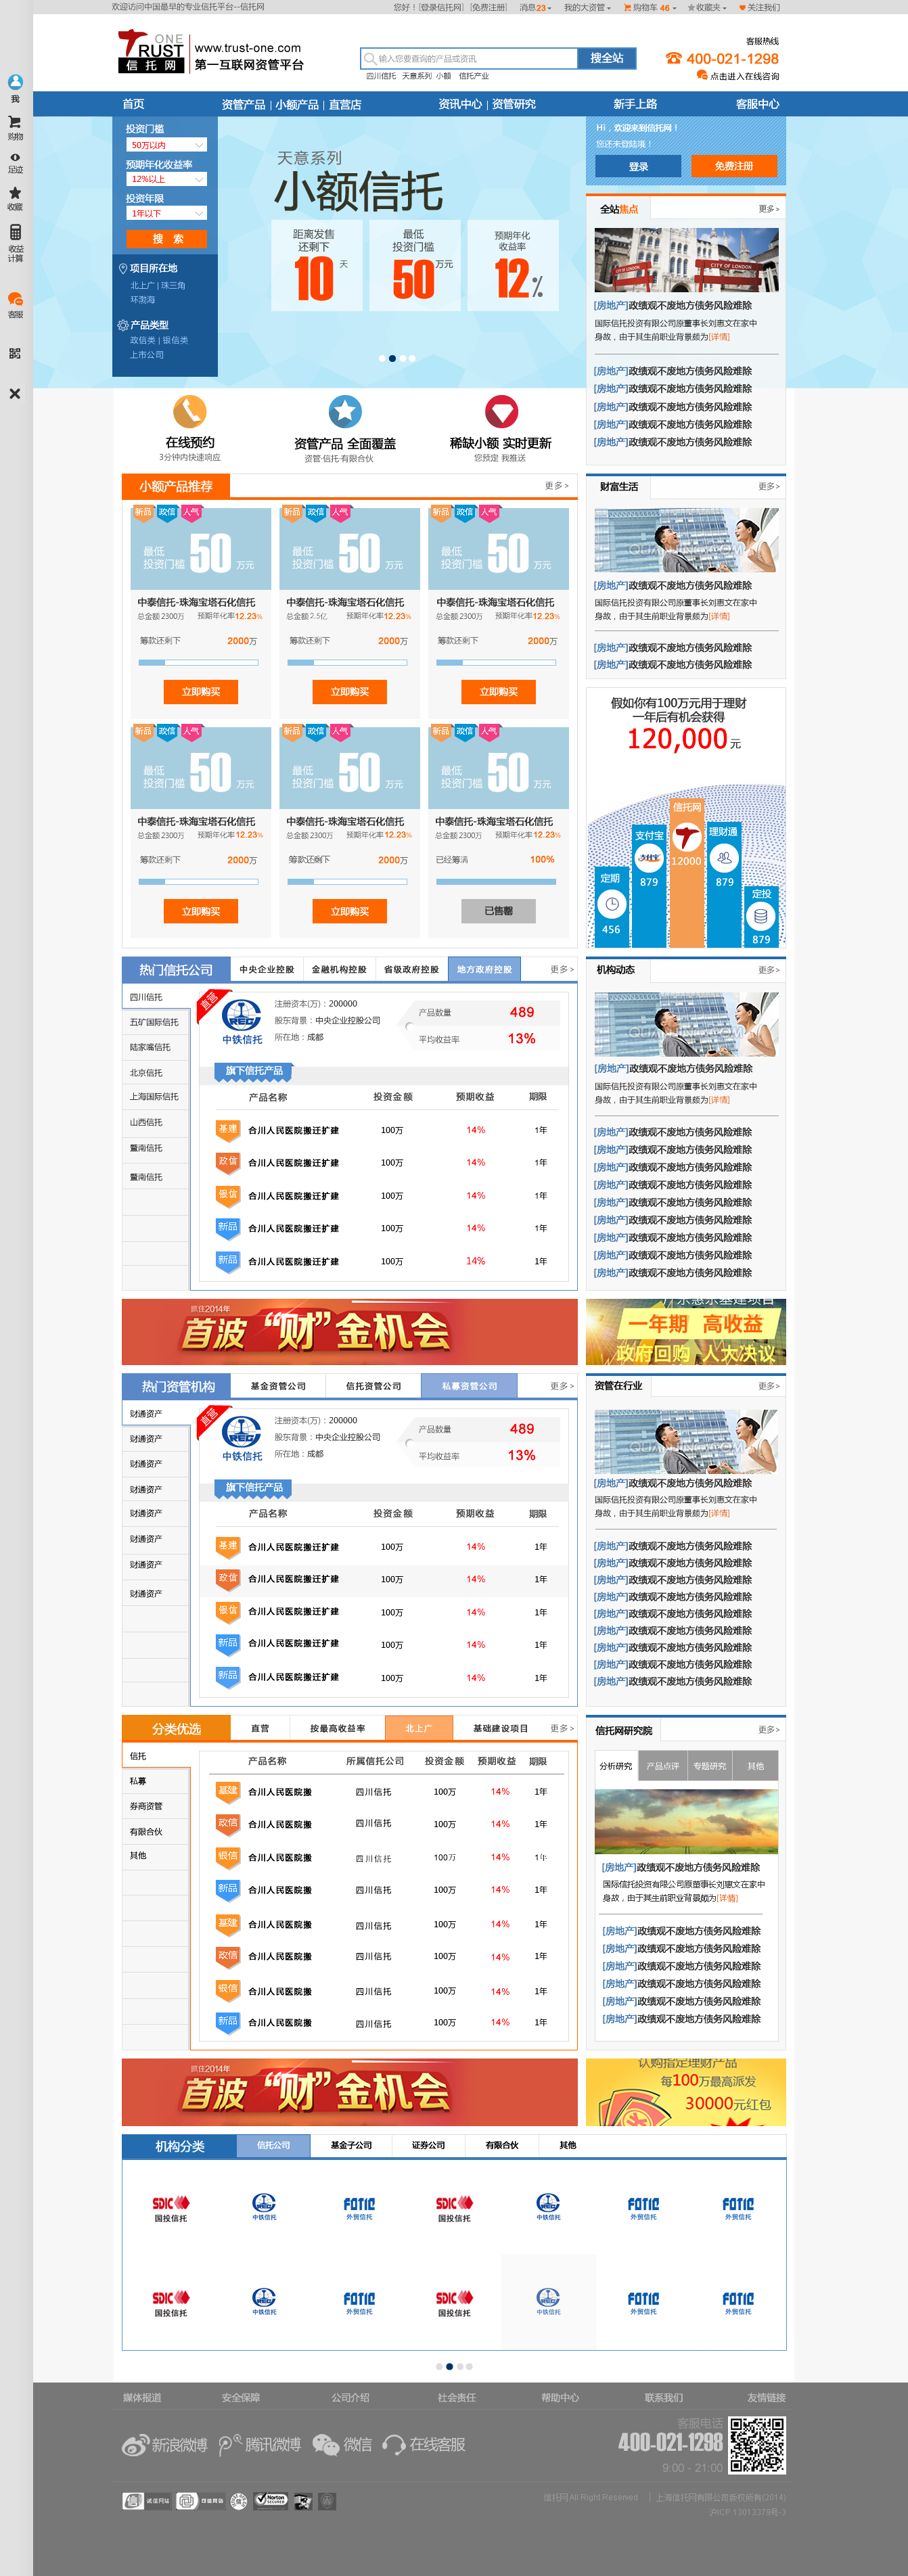 欢迎访问中国最早的专业信托平台--信托网
您好！[登录信托网] [免费注册] 消息23 我的大资管 购物车 46 收藏夹 关注我们
TRUST ONE
信托网
www.trust-one.com
第一互联网资管平台
输入您要查询的产品或资讯 搜全站
四川信托 天意系列 小额 信托产业
客服热线
400-021-1298
点击进入在线咨询
我
购物
足迹
收藏
收益
计算
客服
首页 资管产品 | 小额产品 | 直营店 资讯中心 | 资管研究 新手上路 客服中心
投资门槛
50万以内
预期年化收益率
12%以上
投资年限
1年以下
搜 索
项目所在地
北上广 | 珠三角
环渤海
产品类型
政信类 | 银信类
上市公司
天意系列
小额信托
距离发售
还剩下
10 天
最低
投资门槛
50 万元
预期年化
收益率
12%
Hi，欢迎来到信托网！
您还未登陆哦！
登录 免费注册
全站焦点 更多>
CITY OF LONDON
[房地产]政绩观不废地方债务风险难除
国际信托投资有限公司原董事长刘惠文在家中
身故，由于其生前职业背景颇为[详情]
[房地产]政绩观不废地方债务风险难除
[房地产]政绩观不废地方债务风险难除
[房地产]政绩观不废地方债务风险难除
[房地产]政绩观不废地方债务风险难除
[房地产]政绩观不废地方债务风险难除
在线预约
3分钟内快速响应
资管产品 全面覆盖
资管·信托·有限合伙
稀缺小额 实时更新
您预定 我推送
小额产品推荐 更多>
新品 政信 人气 新品 政信 人气 新品 政信 人气
最低
投资门槛 50 万元 最低
投资门槛 50 万元 最低
投资门槛 50 万元
中泰信托-珠海宝塔石化信托 中泰信托-珠海宝塔石化信托 中泰信托-珠海宝塔石化信托
总金额2300万 预期年化率12.23% 总金额2.5亿 预期年化率12.23% 总金额2300万 预期年化率12.23%
筹款还剩下 2000万 筹款还剩下 2000万 筹款还剩下 2000万
立即购买 立即购买 立即购买
新品 政信 人气 新品 政信 人气 新品 政信 人气
最低
投资门槛 50 万元 最低
投资门槛 50 万元 最低
投资门槛 50 万元
中泰信托-珠海宝塔石化信托 中泰信托-珠海宝塔石化信托 中泰信托-珠海宝塔石化信托
总金额2300万 预期年化率12.23% 总金额2300万 预期年化率12.23% 总金额2300万 预期年化率12.23%
筹款还剩下 2000万 筹款还剩下 2000万 已经筹满 100%
立即购买 立即购买 已售罄
财富生活 更多>
[房地产]政绩观不废地方债务风险难除
国际信托投资有限公司原董事长刘惠文在家中
身故，由于其生前职业背景颇为[详情]
[房地产]政绩观不废地方债务风险难除
[房地产]政绩观不废地方债务风险难除
假如你有100万元用于理财
一年后有机会获得
120,000 元
定期
456
支付宝
879
信托网
12000
理财通
879
定投
879
热门信托公司 中央企业控股 金融机构控股 省级政府控股 地方政府控股 更多>
四川信托
五矿国际信托
陆家嘴信托
北京信托
上海国际信托
山西信托
暨南信托
暨南信托
直营
中铁信托
注册资本(万)：200000
股东背景：中央企业控股公司
所在地：成都
产品数量 489
平均收益率 13%
旗下信托产品
产品名称 投资金额 预期收益 期限
基建 合川人民医院搬迁扩建 100万 14% 1年
政信 合川人民医院搬迁扩建 100万 14% 1年
银信 合川人民医院搬迁扩建 100万 14% 1年
新品 合川人民医院搬迁扩建 100万 14% 1年
新品 合川人民医院搬迁扩建 100万 14% 1年
机构动态 更多>
[房地产]政绩观不废地方债务风险难除
国际信托投资有限公司原董事长刘惠文在家中
身故，由于其生前职业背景颇为[详情]
[房地产]政绩观不废地方债务风险难除
[房地产]政绩观不废地方债务风险难除
[房地产]政绩观不废地方债务风险难除
[房地产]政绩观不废地方债务风险难除
[房地产]政绩观不废地方债务风险难除
[房地产]政绩观不废地方债务风险难除
[房地产]政绩观不废地方债务风险难除
[房地产]政绩观不废地方债务风险难除
[房地产]政绩观不废地方债务风险难除
抓住2014年
首波“财”金机会
一年期 高收益
政府回购 人大决议
热门资管机构 基金资管公司 信托资管公司 私募资管公司 更多>
财通资产
财通资产
财通资产
财通资产
财通资产
财通资产
财通资产
财通资产
直营
中铁信托
注册资本(万)：200000
股东背景：中央企业控股公司
所在地：成都
产品数量 489
平均收益率 13%
旗下信托产品
产品名称 投资金额 预期收益 期限
基建 合川人民医院搬迁扩建 100万 14% 1年
政信 合川人民医院搬迁扩建 100万 14% 1年
银信 合川人民医院搬迁扩建 100万 14% 1年
新品 合川人民医院搬迁扩建 100万 14% 1年
新品 合川人民医院搬迁扩建 100万 14% 1年
资管在行业 更多>
[房地产]政绩观不废地方债务风险难除
国际信托投资有限公司原董事长刘惠文在家中
身故，由于其生前职业背景颇为[详情]
[房地产]政绩观不废地方债务风险难除
[房地产]政绩观不废地方债务风险难除
[房地产]政绩观不废地方债务风险难除
[房地产]政绩观不废地方债务风险难除
[房地产]政绩观不废地方债务风险难除
[房地产]政绩观不废地方债务风险难除
[房地产]政绩观不废地方债务风险难除
[房地产]政绩观不废地方债务风险难除
[房地产]政绩观不废地方债务风险难除
分类优选 直营 按最高收益率 北上广 基础建设项目 更多>
信托
私募
券商资管
有限合伙
其他
产品名称 所属信托公司 投资金额 预期收益 期限
基建 合川人民医院搬 四川信托 100万 14% 1年
政信 合川人民医院搬 四川信托 100万 14% 1年
银信 合川人民医院搬 四川信托 100万 14% 1年
新品 合川人民医院搬 四川信托 100万 14% 1年
基建 合川人民医院搬 四川信托 100万 14% 1年
政信 合川人民医院搬 四川信托 100万 14% 1年
银信 合川人民医院搬 四川信托 100万 14% 1年
新品 合川人民医院搬 四川信托 100万 14% 1年
信托网研究院 更多>
分析研究 产品点评 专题研究 其他
[房地产]政绩观不废地方债务风险难除
国际信托投资有限公司原董事长刘惠文在家中
身故，由于其生前职业背景颇为[详情]
[房地产]政绩观不废地方债务风险难除
[房地产]政绩观不废地方债务风险难除
[房地产]政绩观不废地方债务风险难除
[房地产]政绩观不废地方债务风险难除
[房地产]政绩观不废地方债务风险难除
[房地产]政绩观不废地方债务风险难除
抓住2014年
首波“财”金机会
认购指定理财产品
每100万最高派发
30000元红包
机构分类 信托公司 基金子公司 证券公司 有限合伙 其他
SDIC 国投信托 中铁信托 FOTIC 外贸信托 SDIC 国投信托 中铁信托 FOTIC 外贸信托 FOTIC 外贸信托
SDIC 国投信托 中铁信托 FOTIC 外贸信托 SDIC 国投信托 中铁信托 FOTIC 外贸信托 FOTIC 外贸信托
媒体报道 安全保障 公司介绍 社会责任 帮助中心 联系我们 友情链接
新浪微博 腾讯微博 微信 在线客服
客服电话
400-021-1298
9:00 - 21:00
诚信网站 Norton
信托网 All Right Reserved | 上海信托网有限公司版权所有(2014)
沪ICP 13013379号-3